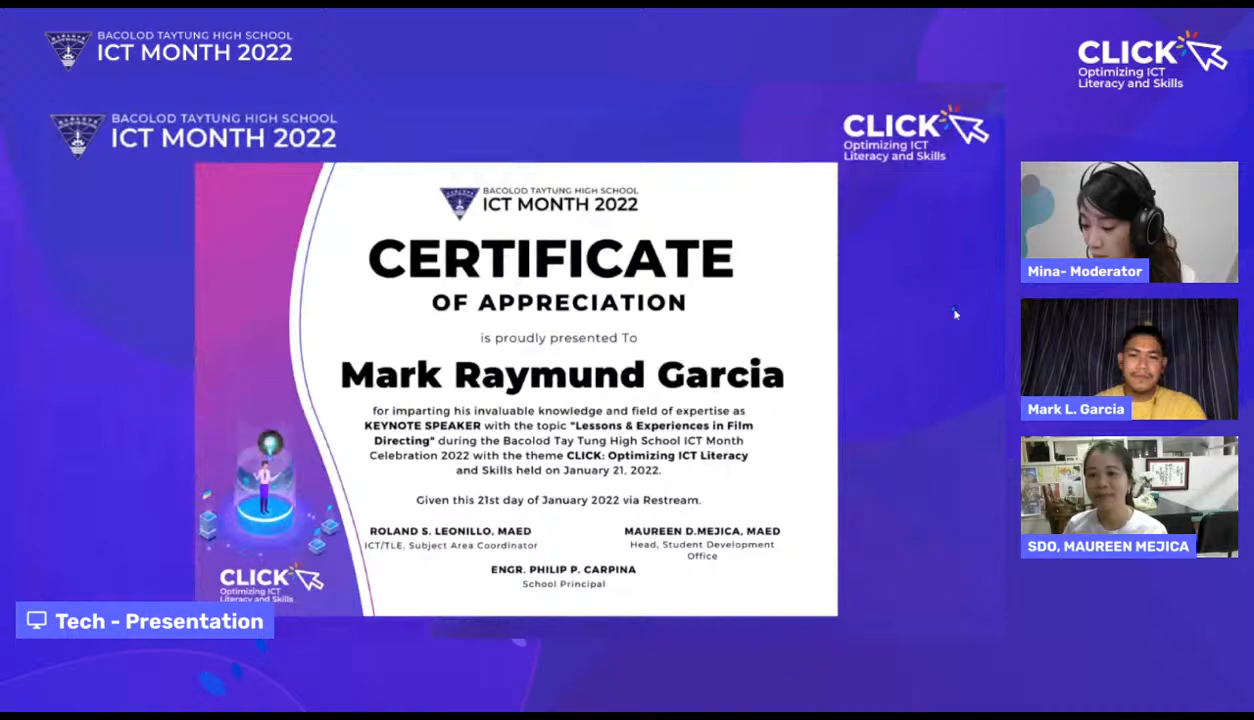 BACOLOD TAYTUNG HIGH SCHOOL
ICT MONTH 2022
CLICK
Optimizing ICT
Literacy and Skills
BACOLOD TAYTUNG HIGH SCHOOL
ICT MONTH 2022
CLICK
Optimizing ICT
Literacy and Skills
BACOLOD TAYTUNG HIGH SCHOOL
ICT MONTH 2022
CERTIFICATE
OF APPRECIATION
is proudly presented To
Mark Raymund Garcia
for imparting his invaluable knowledge and field of expertise as
KEYNOTE SPEAKER with the topic "Lessons & Experiences in Film
Directing" during the Bacolod Tay Tung High School ICT Month
Celebration 2022 with the theme CLICK: Optimizing ICT Literacy
and Skills held on January 21, 2022.
Given this 21st day of January 2022 via Restream.
ROLAND S. LEONILLO, MAED
ICT/TLE, Subject Area Coordinator
MAUREEN D.MEJICA, MAED
Head, Student Development
Office
ENGR. PHILIP P. CARPINA
School Principal
CLICK
Optimizing ICT
Literacy and Skills
Tech - Presentation
Mina- Moderator
Mark L. Garcia
SDO, MAUREEN MEJICA